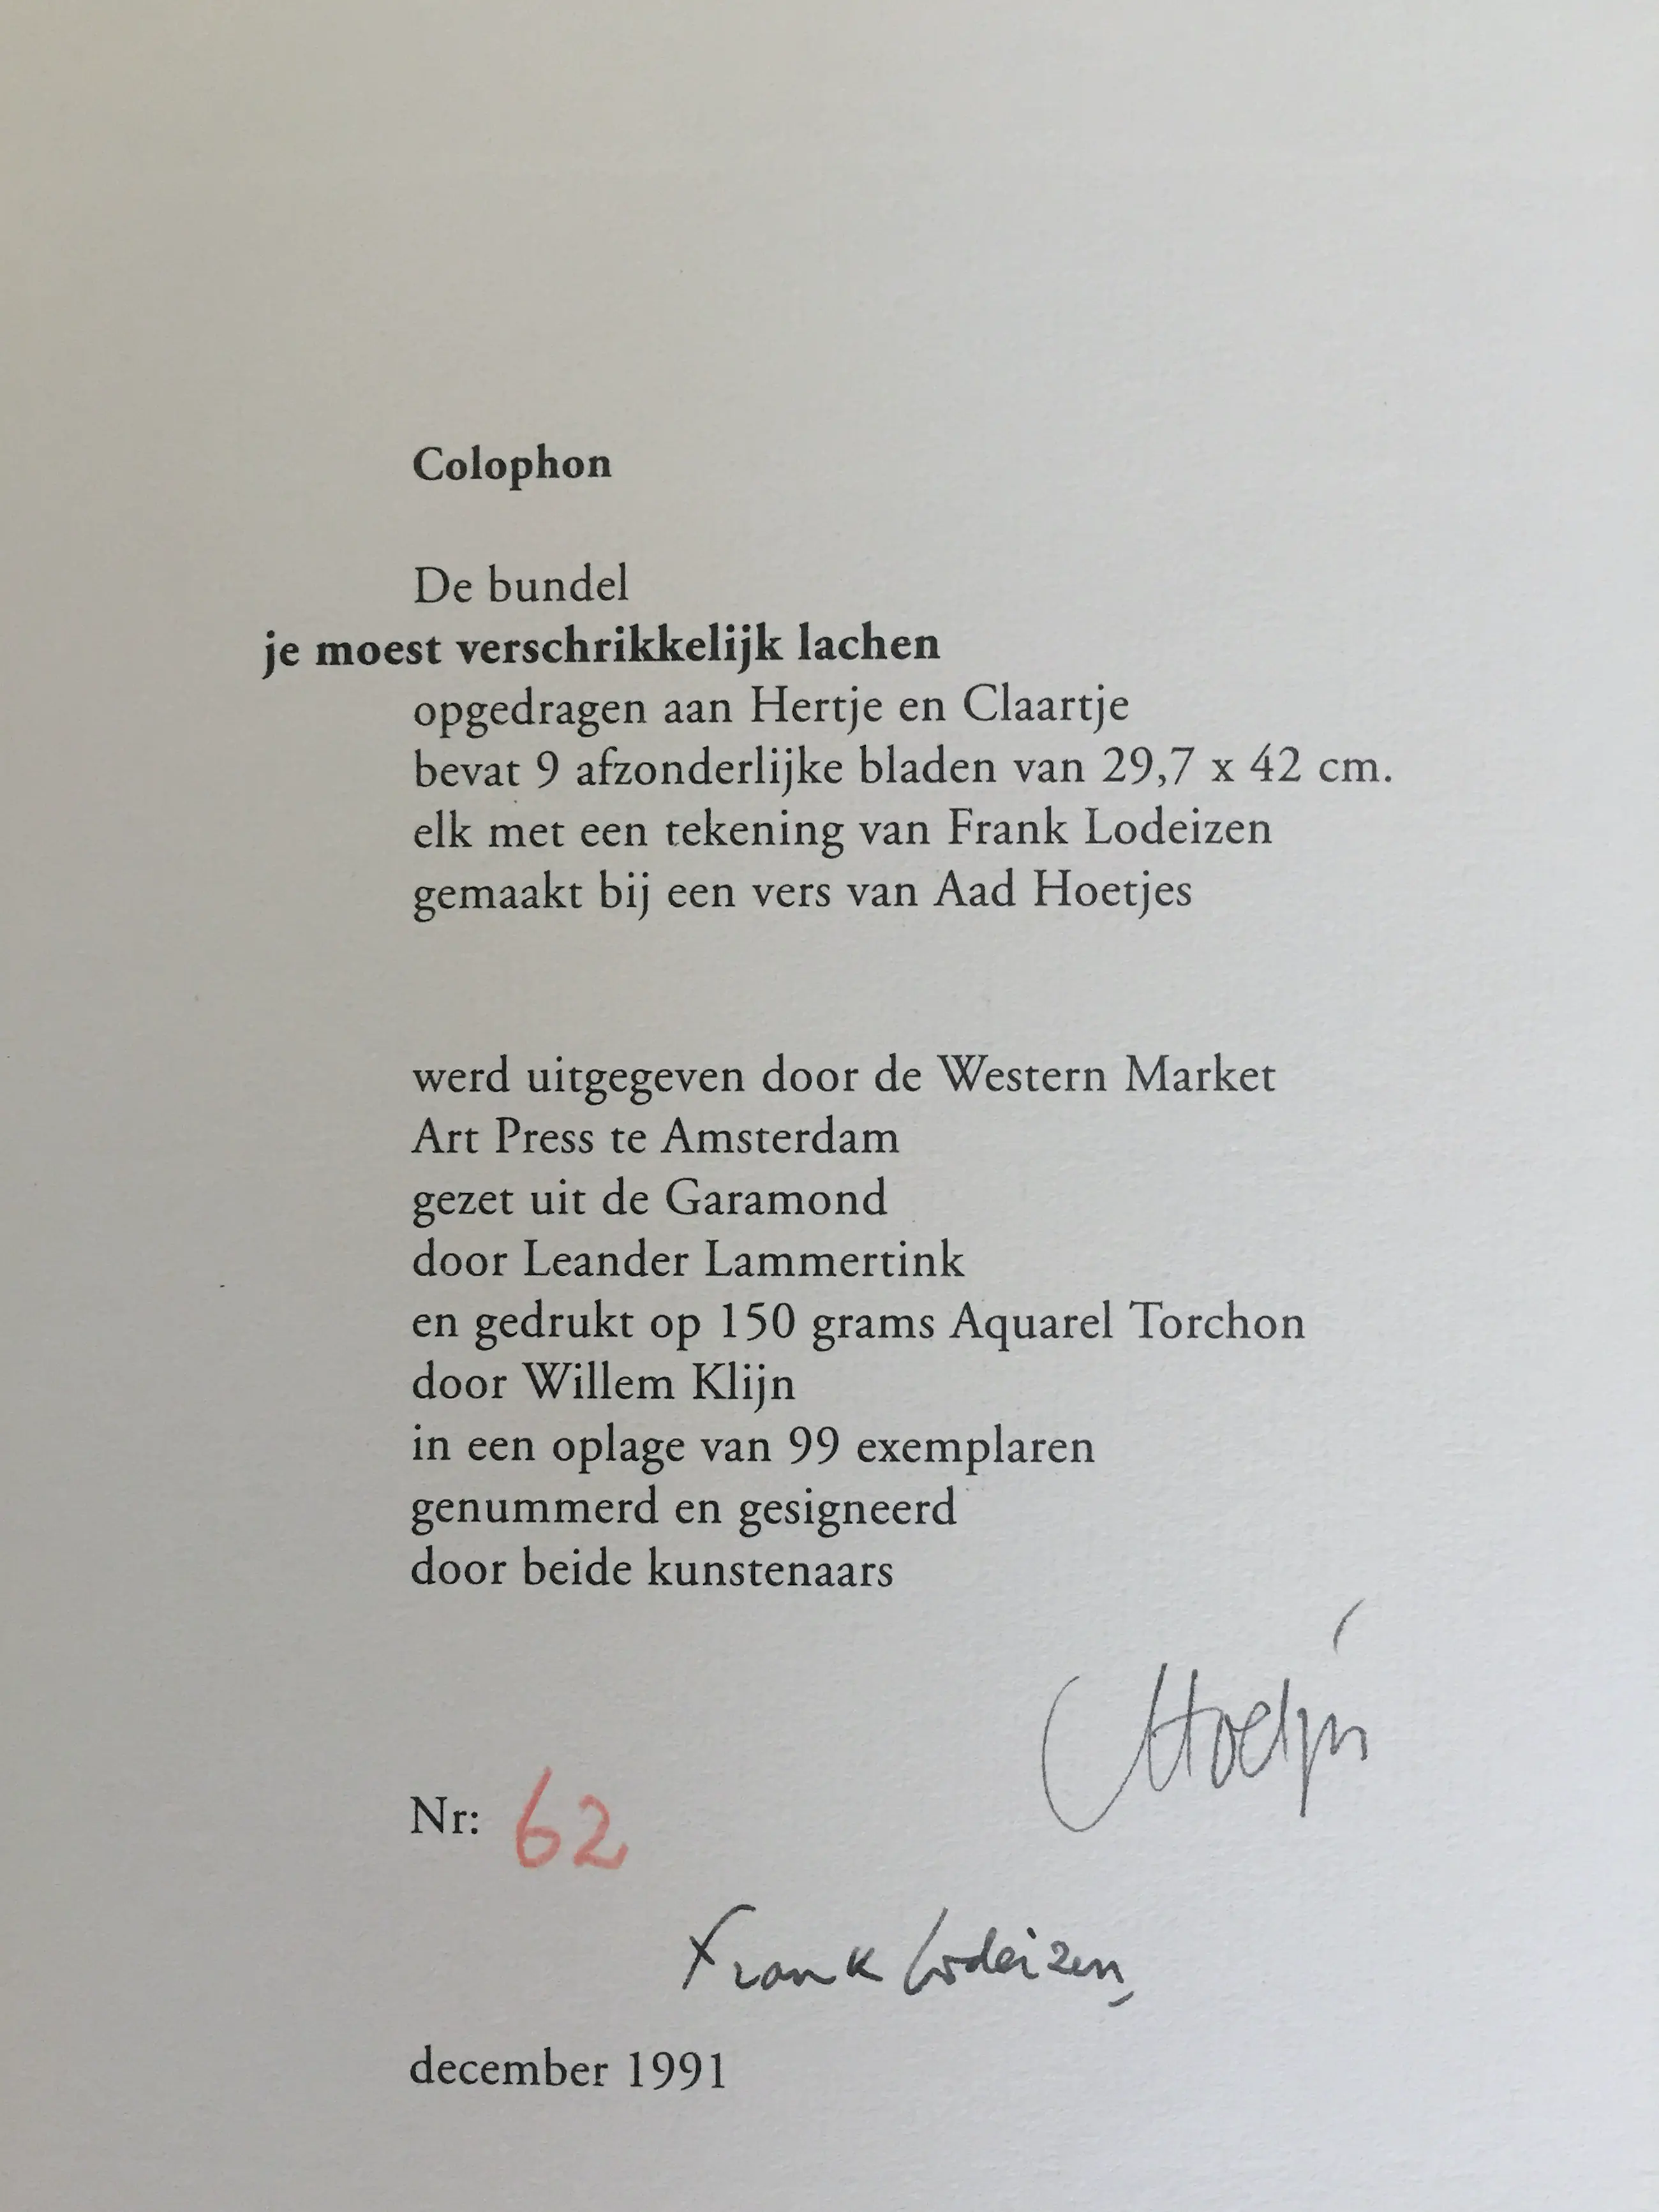 Colophon
De bundel
je moest verschrikkelijk lachen
opgedragen aan Hertje en Claartje
bevat 9 afzonderlijke bladen van 29,7 x 42 cm.
elk met een tekening van Frank Lodeizen
gemaakt bij een vers van Aad Hoetjes
werd uitgegeven door de Western Market
Art Press te Amsterdam
gezet uit de Garamond
door Leander Lammertink
en gedrukt op 150 grams Aquarel Torchon
door Willem Klijn
in een oplage van 99 exemplaren
genummerd en gesigneerd
door beide kunstenaars
Nr: 62
Frank Lodeizen
december 1991